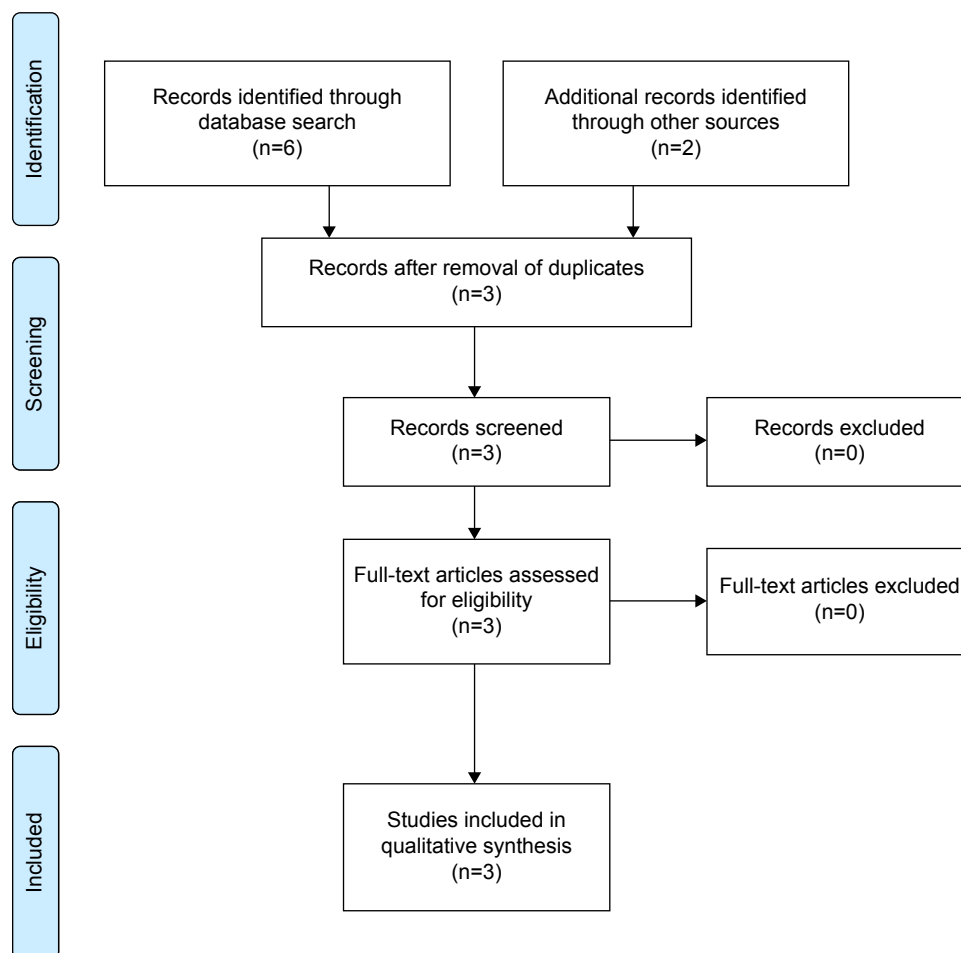 Identification
Records identified through
database search
(n=6)
Additional records identified
through other sources
(n=2)
Screening
Records after removal of duplicates
(n=3)
Records screened
(n=3)
Records excluded
(n=0)
Eligibility
Full-text articles assessed
for eligibility
(n=3)
Full-text articles excluded
(n=0)
Included
Studies included in
qualitative synthesis
(n=3)